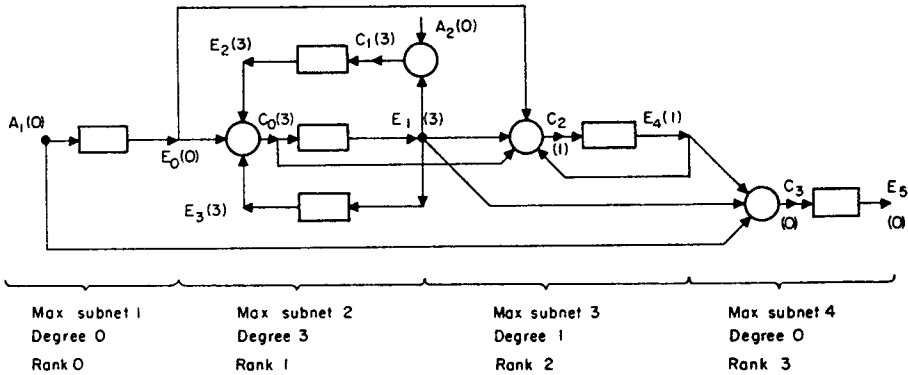 A2(0)
E2(3) C1(3)
A1(0) C0(3) E1 (3) C2 E4(1)
E0(0) (1)
E3(3) C3 E5
(0) (0)
Max subnet 1 Max subnet 2 Max subnet 3 Max subnet 4
Degree 0 Degree 3 Degree 1 Degree 0
Rank 0 Rank 1 Rank 2 Rank 3